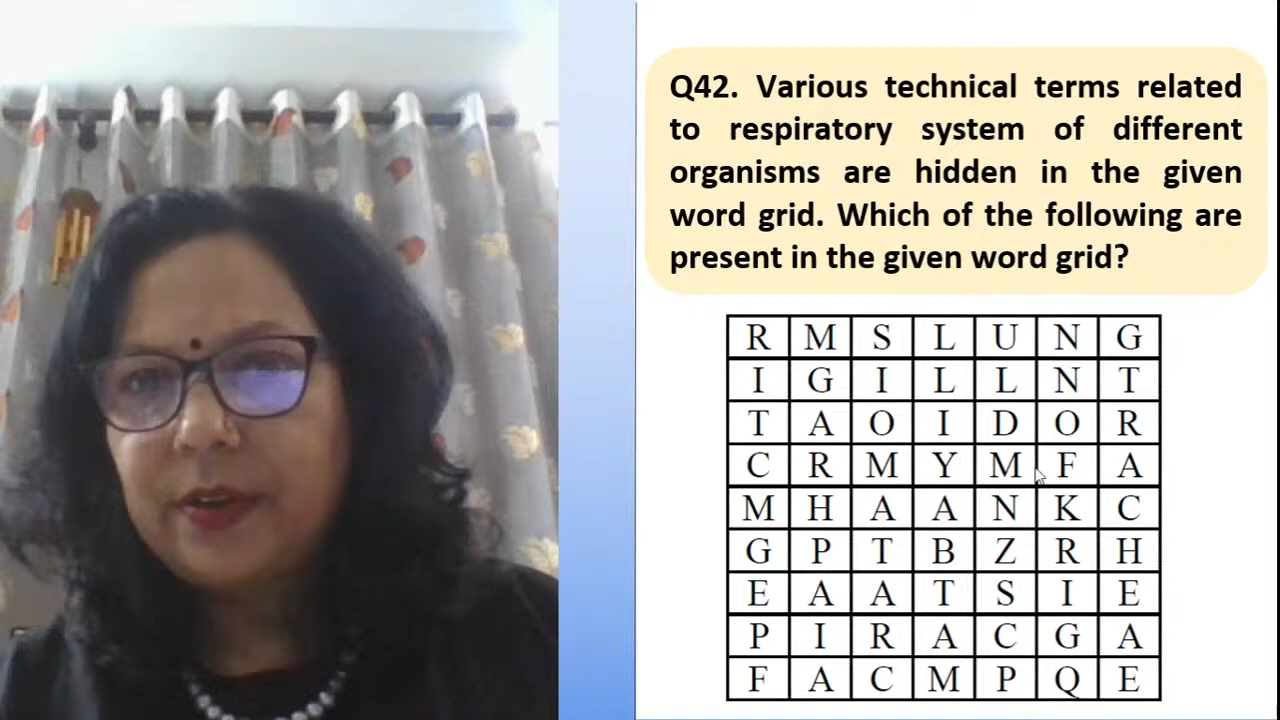 Q42. Various technical terms related
to respiratory system of different
organisms are hidden in the given
word grid. Which of the following are
present in the given word grid?
R M S L U N G
I G I L L N T
T A O I D O R
C R M Y M F A
M H A A N K C
G P T B Z R H
E A A T S I E
P I R A C G A
F A C M P Q E